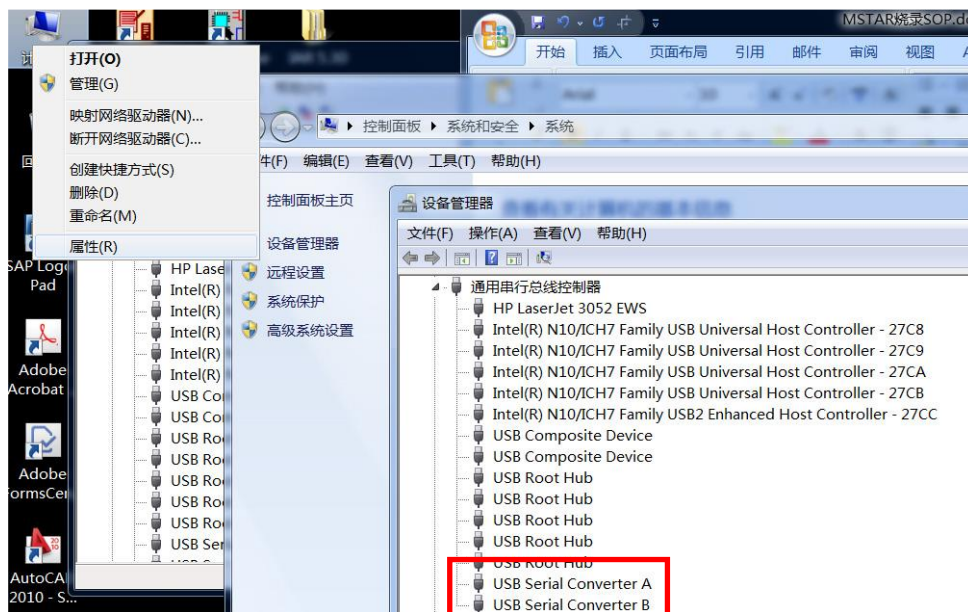 MSTAR烧录SOP.do
开始 插入 页面布局 引用 邮件 审阅 视图
打开(O)
管理(G)
映射网络驱动器(N)...
断开网络驱动器(C)...
创建快捷方式(S)
删除(D)
重命名(M)
属性(R)
控制面板 系统和安全 系统
编辑(E) 查看(V) 工具(T) 帮助(H)
控制面板主页
设备管理器
远程设置
系统保护
高级系统设置
SAP Logo
Pad
Adobe
Acrobat
Adobe
FormsCer
AutoCA
2010 - S...
HP Lase
Intel(R)
Intel(R)
Intel(R)
Intel(R)
Intel(R)
USB Co
USB Co
USB Ro
USB Ro
USB Ro
USB Ro
USB Ro
USB Ser
设备管理器
文件(F) 操作(A) 查看(V) 帮助(H)
通用串行总线控制器
HP LaserJet 3052 EWS
Intel(R) N10/ICH7 Family USB Universal Host Controller - 27C8
Intel(R) N10/ICH7 Family USB Universal Host Controller - 27C9
Intel(R) N10/ICH7 Family USB Universal Host Controller - 27CA
Intel(R) N10/ICH7 Family USB Universal Host Controller - 27CB
Intel(R) N10/ICH7 Family USB2 Enhanced Host Controller - 27CC
USB Composite Device
USB Composite Device
USB Root Hub
USB Root Hub
USB Root Hub
USB Root Hub
USB Root Hub
USB Serial Converter A
USB Serial Converter B